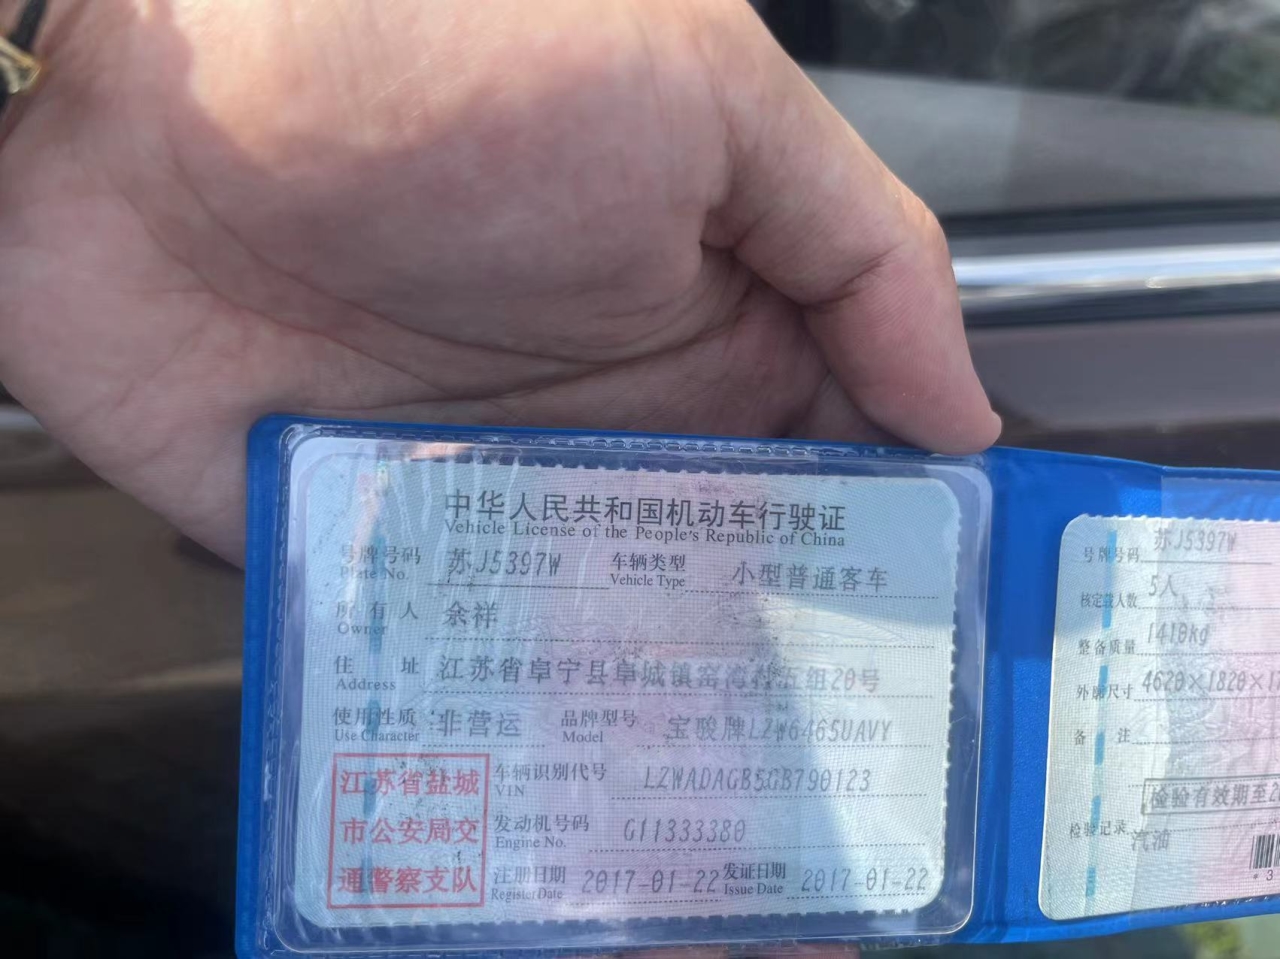 中华人民共和国机动车行驶证
Vehicle License of the People's Republic of China
号牌号码 苏J5397W 车辆类型 小型普通客车
Plate No. Vehicle Type
所有人 余祥
Owner
住址 江苏省阜宁县阜城镇窑湾村五组20号
Address
使用性质 非营运 品牌型号 宝骏牌LZW6465UAVY
Use Character Model
江苏省盐城
市公安局交
通警察支队
车辆识别代号 LZWADAGB5GB790123
VIN
发动机号码 G11333380
Engine No.
注册日期 2017-01-22 发证日期 2017-01-22
Register Date Issue Date
号牌号码 苏J5397W
核定载人数 5人
整备质量 1410kg
外廓尺寸 4620×1820×1
备注
检验有效期至2
检验记录 汽油